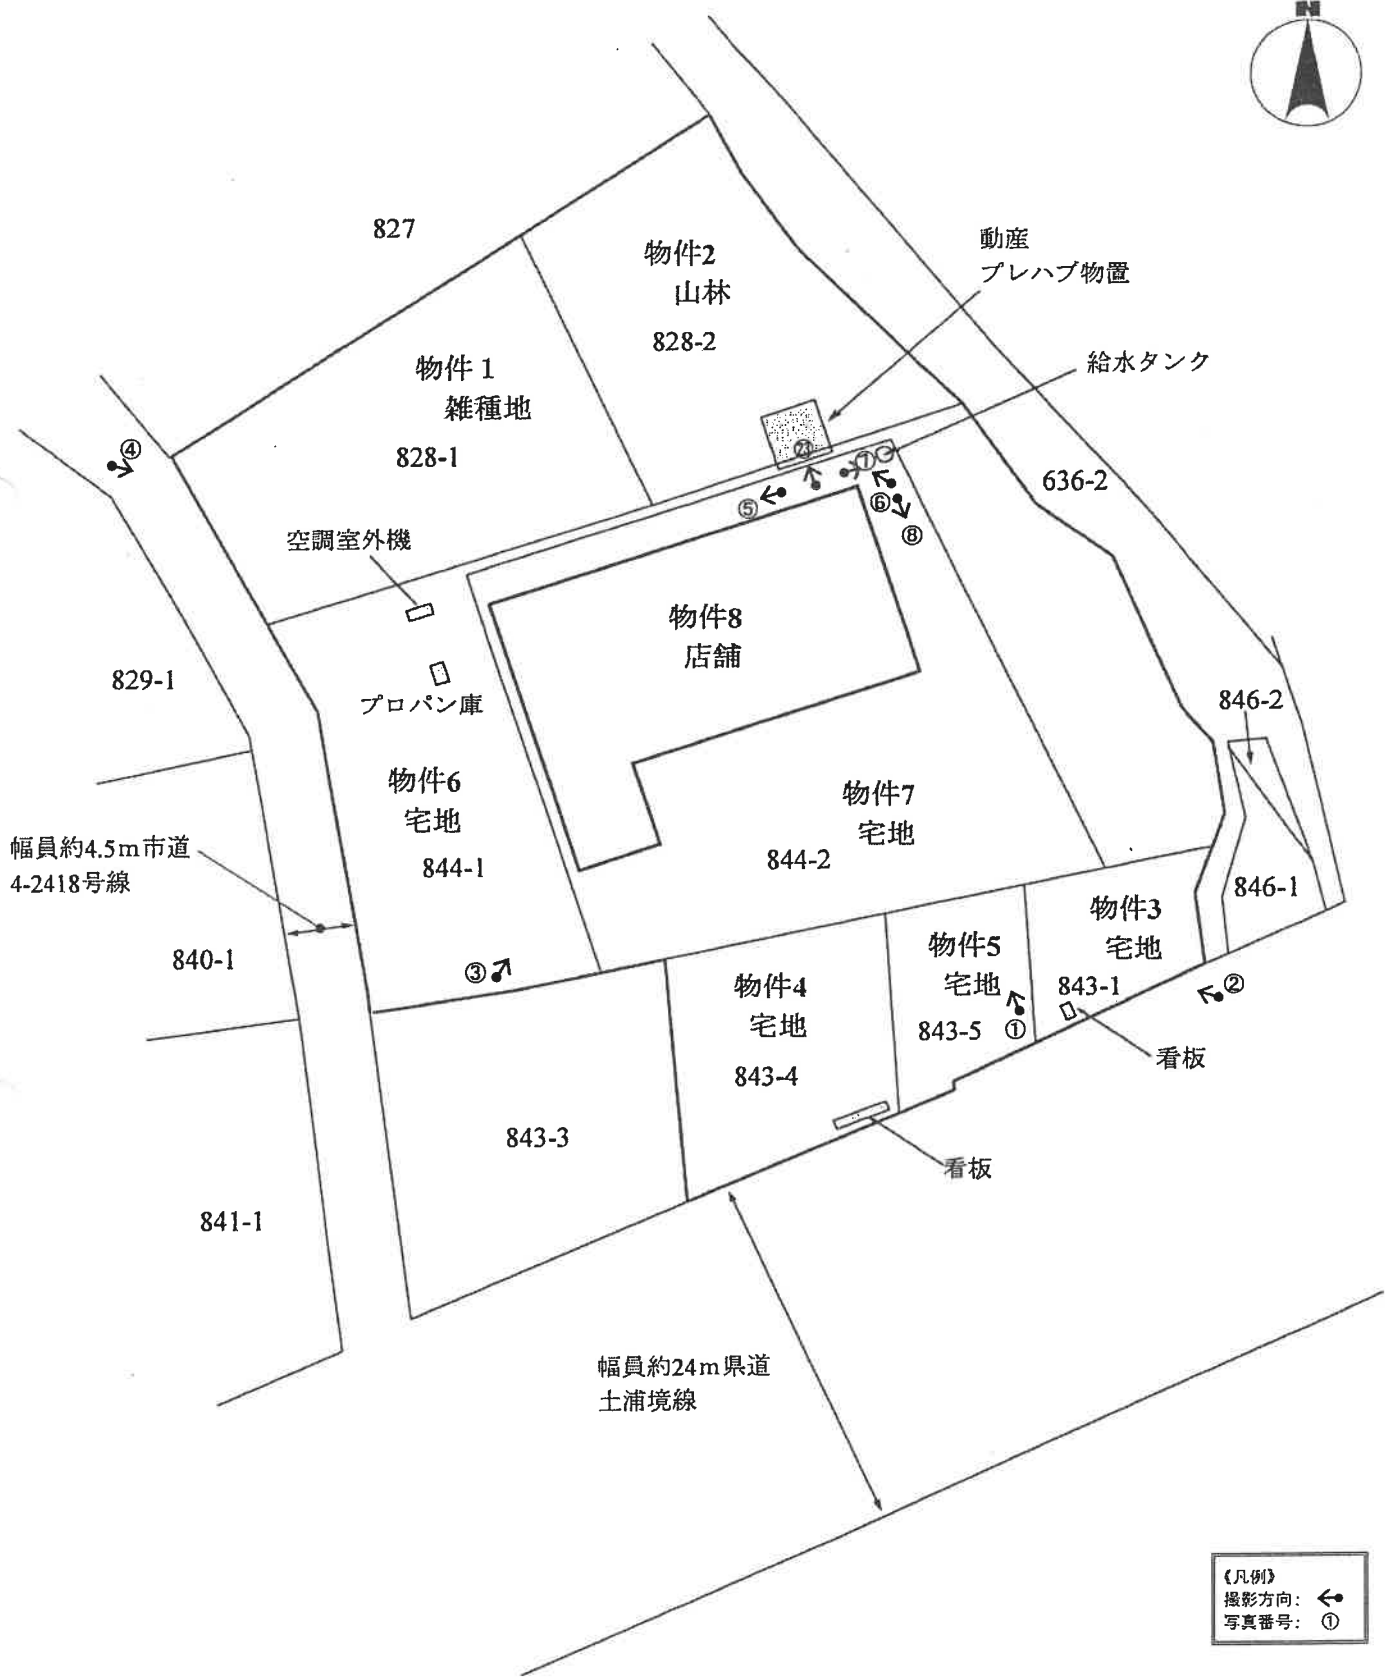 N
827
物件2
山林
828-2
動産
プレハブ物置
給水タンク
物件1
雑種地
828-1
④
㉑
⑦
⑤
⑥
⑧
636-2
空調室外機
物件8
店舗
829-1
プロパン庫
846-2
物件6
宅地
844-1
物件7
宅地
844-2
幅員約4.5m市道
4-2418号線
846-1
物件3
宅地
843-1
840-1
③
物件5
宅地
843-5
①
②
物件4
宅地
843-4
看板
843-3
看板
841-1
幅員約24m県道
土浦境線
《凡例》
撮影方向：
写真番号： ①